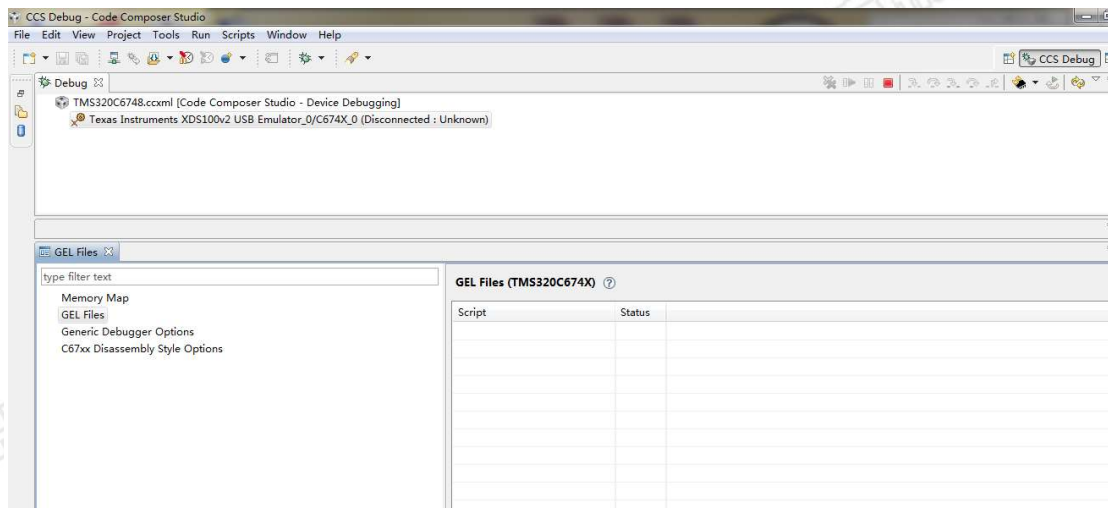 CCS Debug - Code Composer Studio
File Edit View Project Tools Run Scripts Window Help
CCS Debug
Debug
TMS320C6748.ccxml [Code Composer Studio - Device Debugging]
Texas Instruments XDS100v2 USB Emulator_0/C674X_0 (Disconnected : Unknown)
GEL Files
type filter text
Memory Map
GEL Files
Generic Debugger Options
C67xx Disassembly Style Options
GEL Files (TMS320C674X)
Script Status